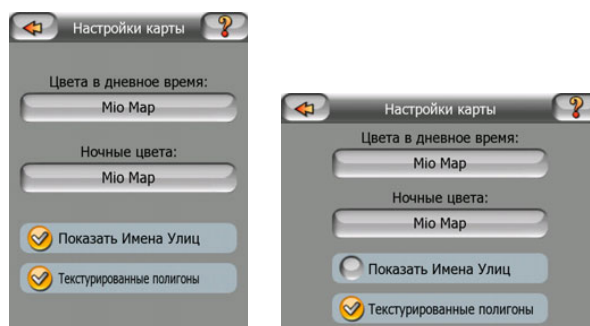 Настройки карты
Цвета в дневное время:
Mio Map
Ночные цвета:
Mio Map
Показать Имена Улиц
Текстурированные полигоны
Настройки карты
Цвета в дневное время:
Mio Map
Ночные цвета:
Mio Map
Показать Имена Улиц
Текстурированные полигоны